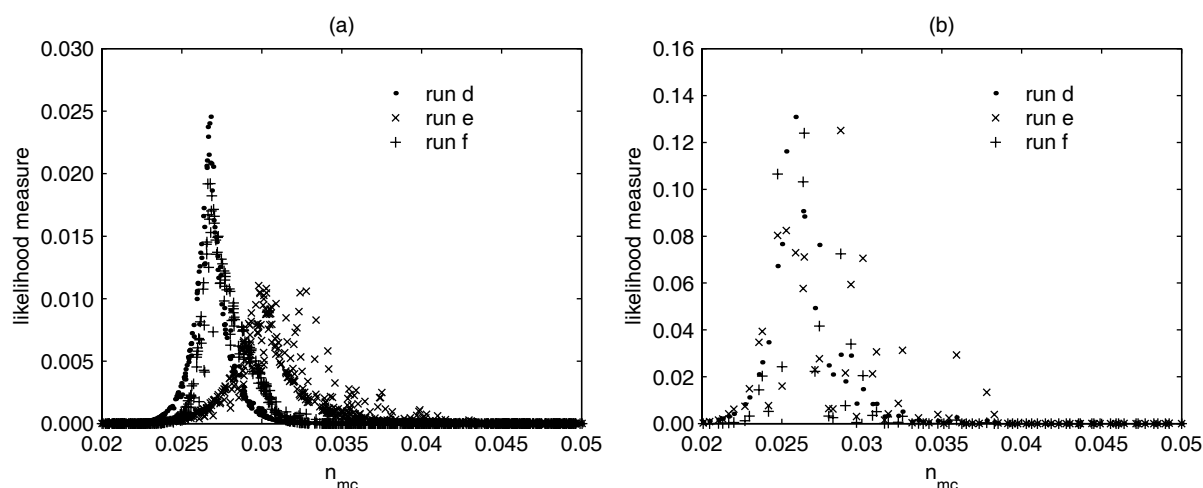 (a)
0.030
0.025
0.020
0.015
0.010
0.005
0.000
likelihood measure
run d
run e
run f
0.02 0.025 0.03 0.035 0.04 0.045 0.05
n_mc
(b)
0.16
0.14
0.12
0.10
0.08
0.06
0.04
0.02
0.00
likelihood measure
run d
run e
run f
0.02 0.025 0.03 0.035 0.04 0.045 0.05
n_mc